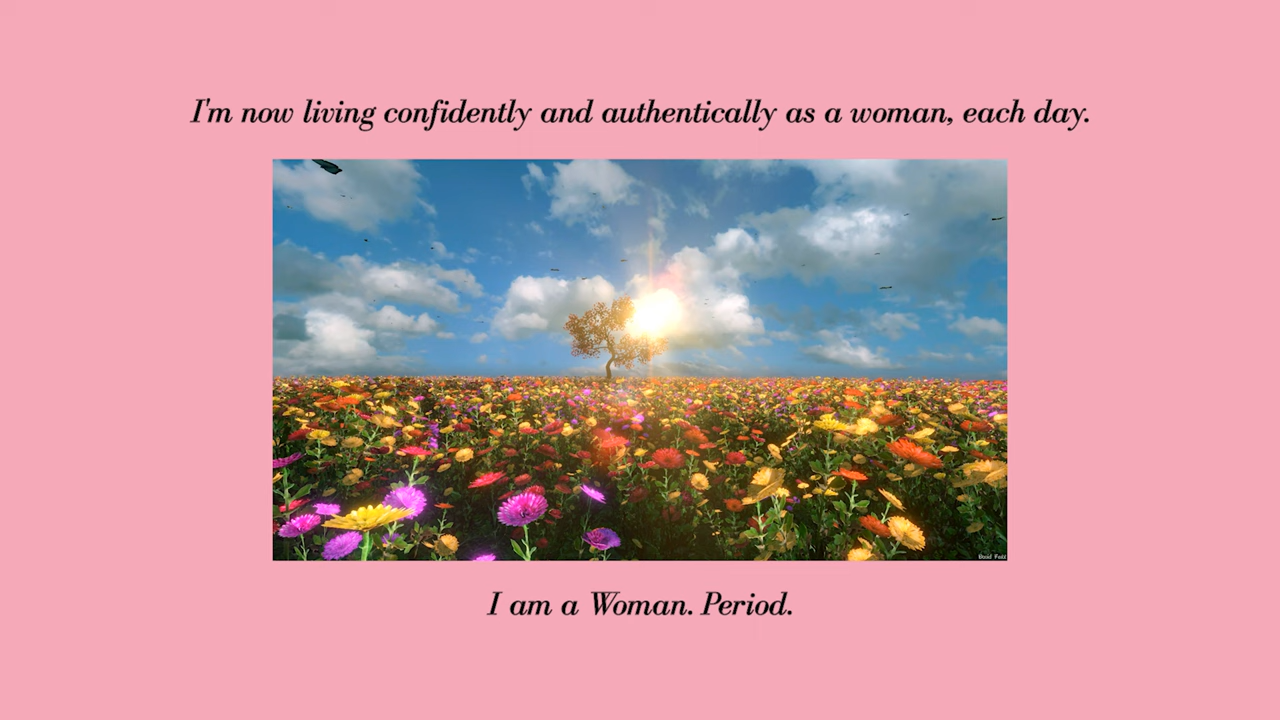 I'm now living confidently and authentically as a woman, each day.
I am a Woman. Period.